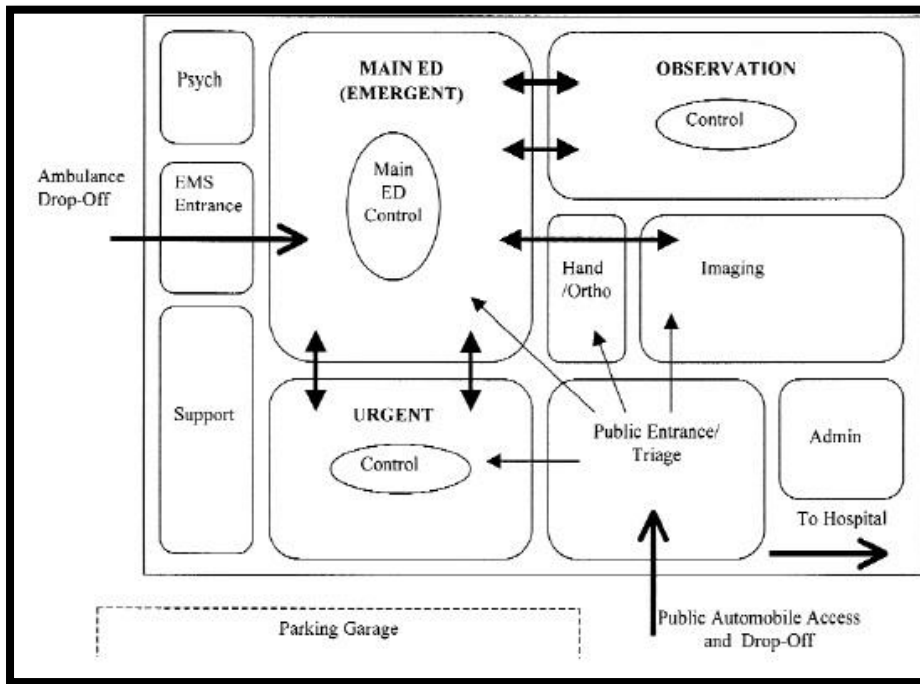 Psych
MAIN ED
(EMERGENT)
OBSERVATION
Control
Ambulance
Drop-Off
EMS
Entrance
Main
ED
Control
Hand
/Ortho
Imaging
Support
URGENT
Control
Public Entrance/
Triage
Admin
To Hospital
Parking Garage
Public Automobile Access
and Drop-Off